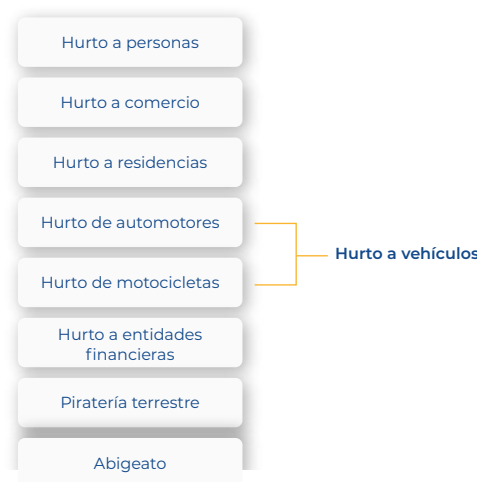 Hurto a personas
Hurto a comercio
Hurto a residencias
Hurto de automotores
Hurto a vehículos
Hurto de motocicletas
Hurto a entidades
financieras
Piratería terrestre
Abigeato